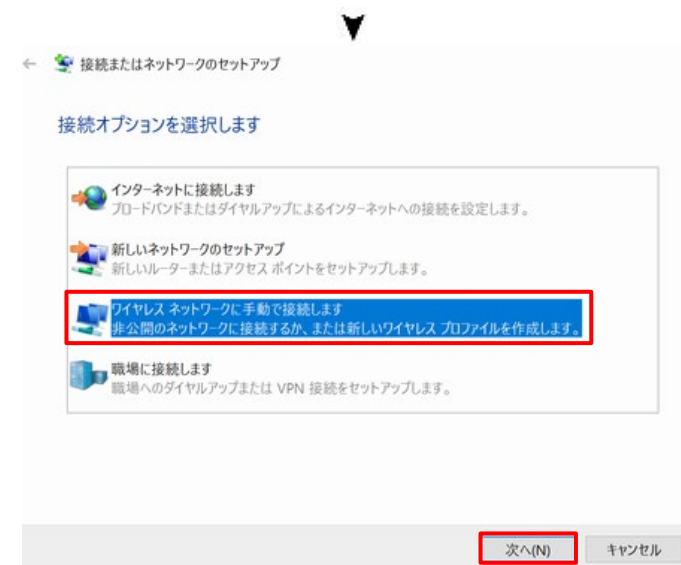 接続またはネットワークのセットアップ
接続オプションを選択します
インターネットに接続します
ブロードバンドまたはダイヤルアップによるインターネットへの接続を設定します。
新しいネットワークのセットアップ
新しいルーターまたはアクセス ポイントをセットアップします。
ワイヤレス ネットワークに手動で接続します
非公開のネットワークに接続するか、または新しいワイヤレス プロファイルを作成します。
職場に接続します
職場へのダイヤルアップまたは VPN 接続をセットアップします。
次へ(N)
キャンセル